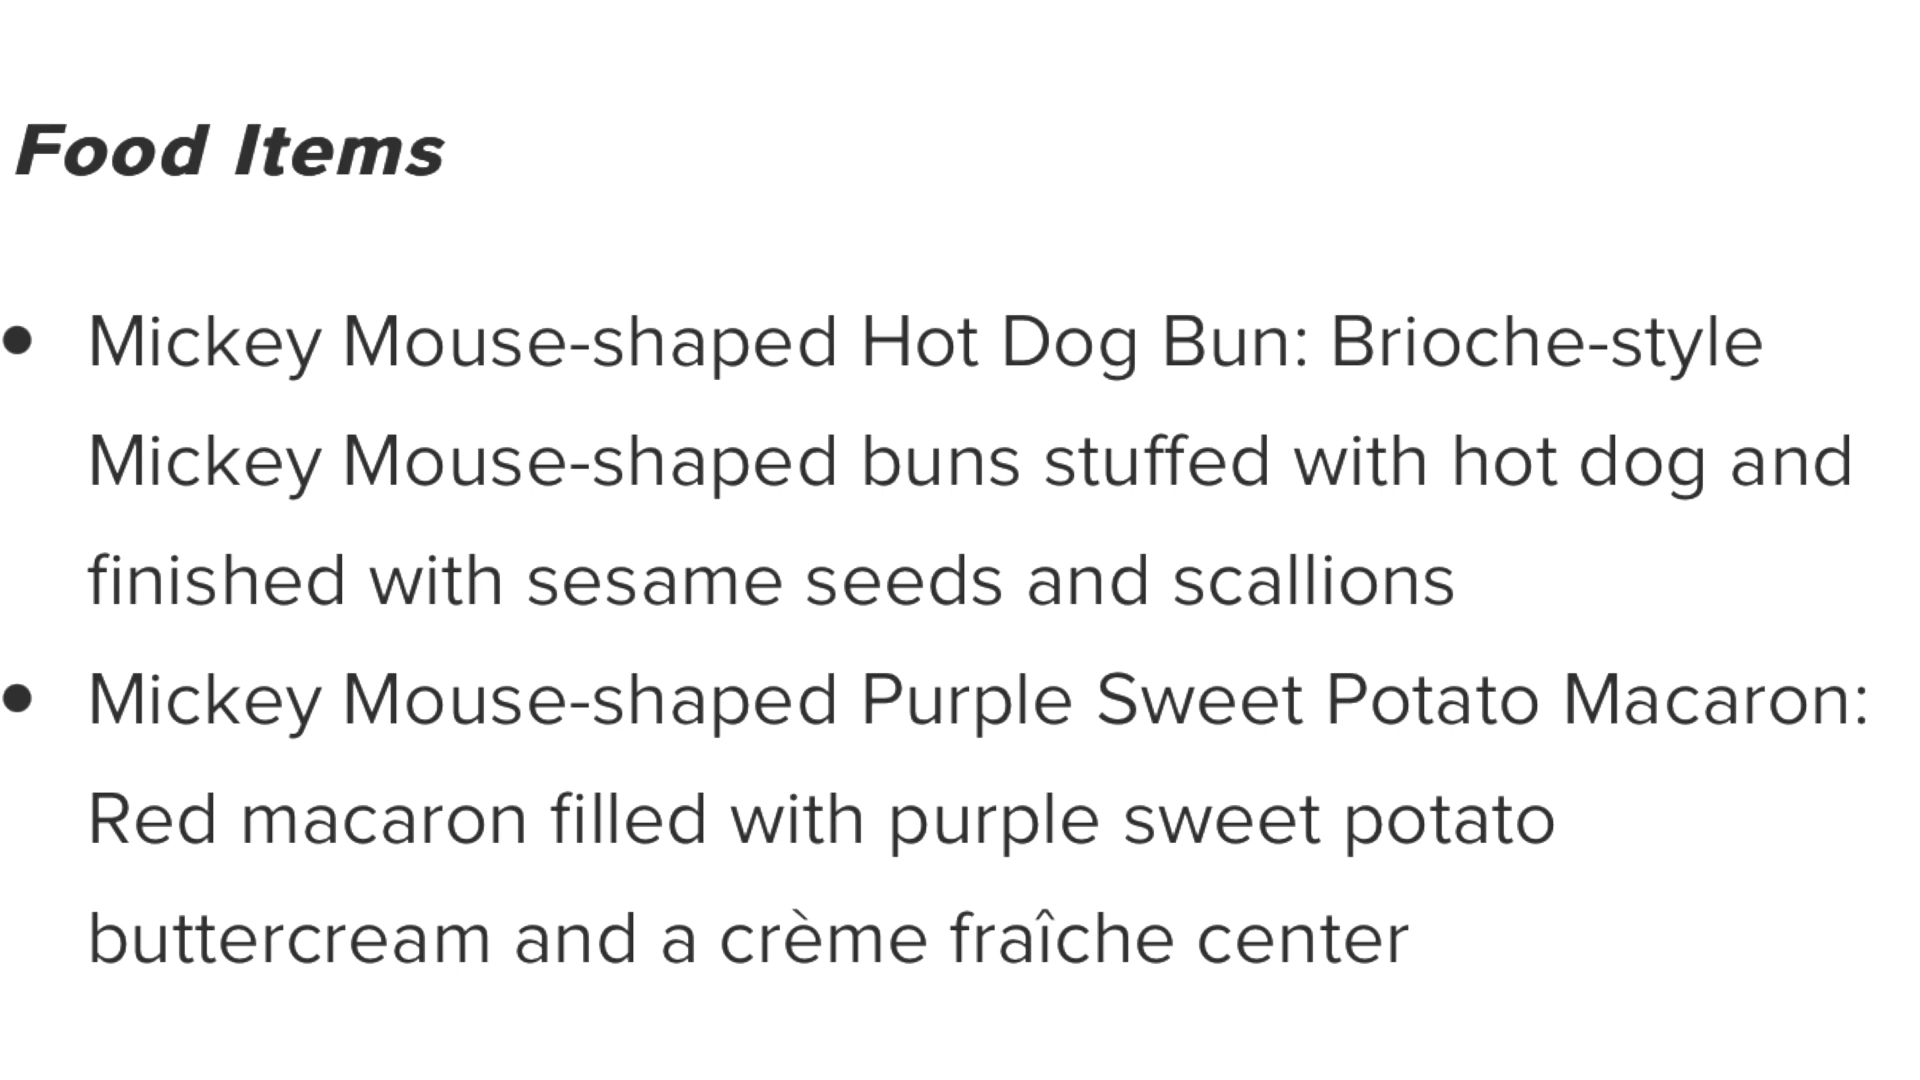 Food Items
• Mickey Mouse-shaped Hot Dog Bun: Brioche-style
Mickey Mouse-shaped buns stuffed with hot dog and
finished with sesame seeds and scallions
• Mickey Mouse-shaped Purple Sweet Potato Macaron:
Red macaron filled with purple sweet potato
buttercream and a crème fraîche center